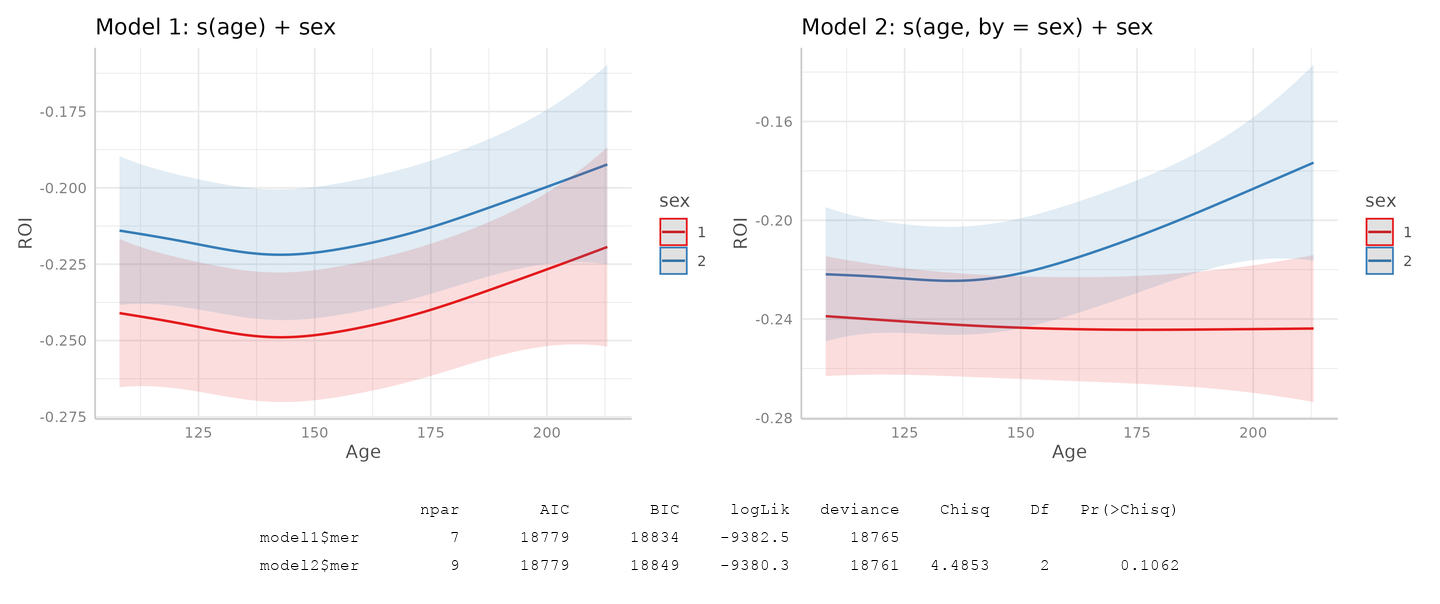 Model 1: s(age) + sex
-0.175
-0.200
-0.225
-0.250
-0.275
ROI
125 150 175 200
Age
sex
1
2
Model 2: s(age, by = sex) + sex
-0.16
-0.20
-0.24
-0.28
ROI
125 150 175 200
Age
sex
1
2
npar AIC BIC logLik deviance Chisq Df Pr(>Chisq)
model1$mer 7 18779 18834 -9382.5 18765
model2$mer 9 18779 18849 -9380.3 18761 4.4853 2 0.1062